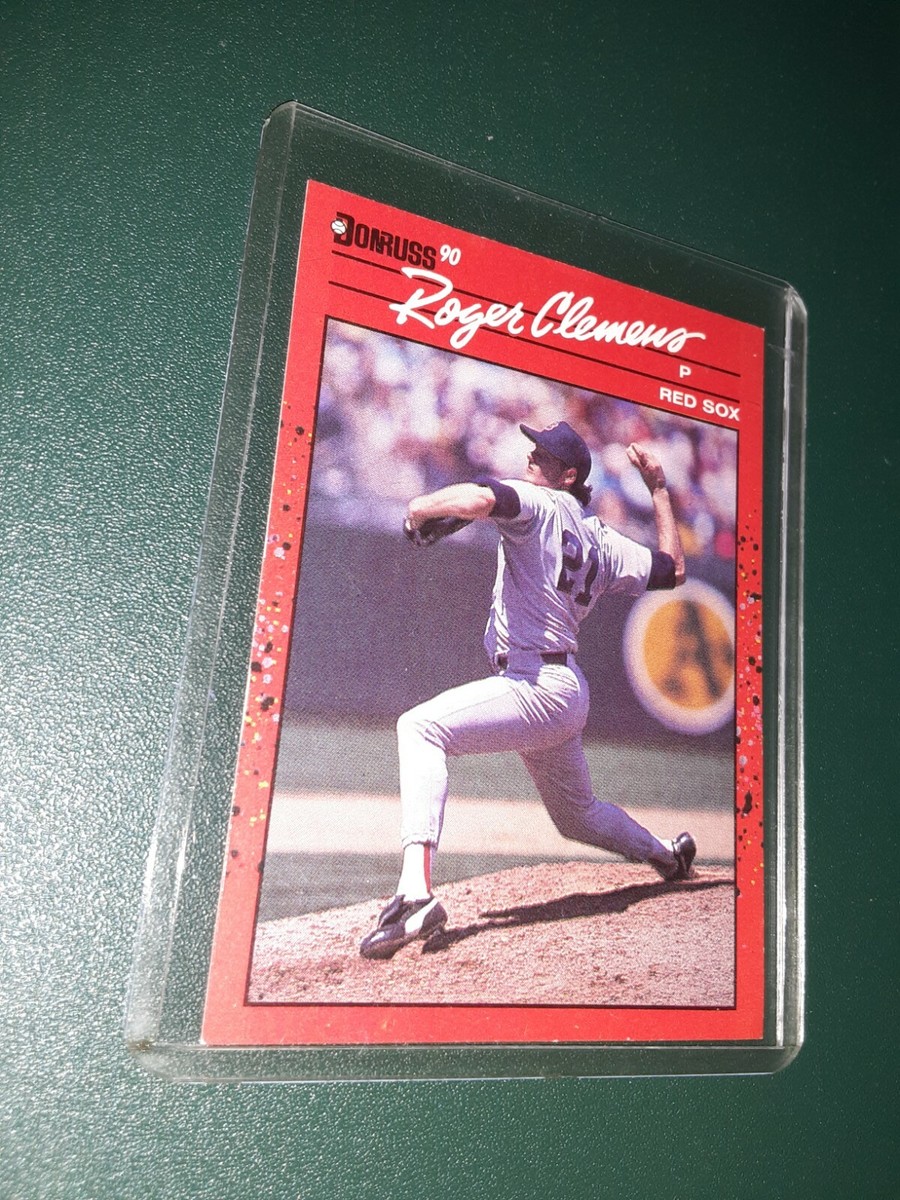 DONRUSS 90
Roger Clemens
P
RED SOX
21
A